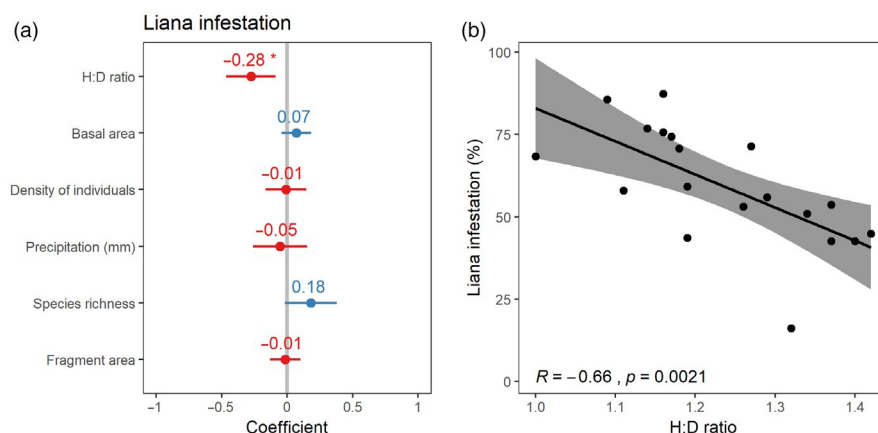 (a)
Liana infestation
H:D ratio
Basal area
Density of individuals
Precipitation (mm)
Species richness
Fragment area
−0.28 *
0.07
−0.01
−0.05
0.18
−0.01
−1
−0.5
0
0.5
1
Coefficient
(b)
Liana infestation (%)
100
75
50
25
0
R = −0.66 , p = 0.0021
1.0
1.1
1.2
1.3
1.4
H:D ratio